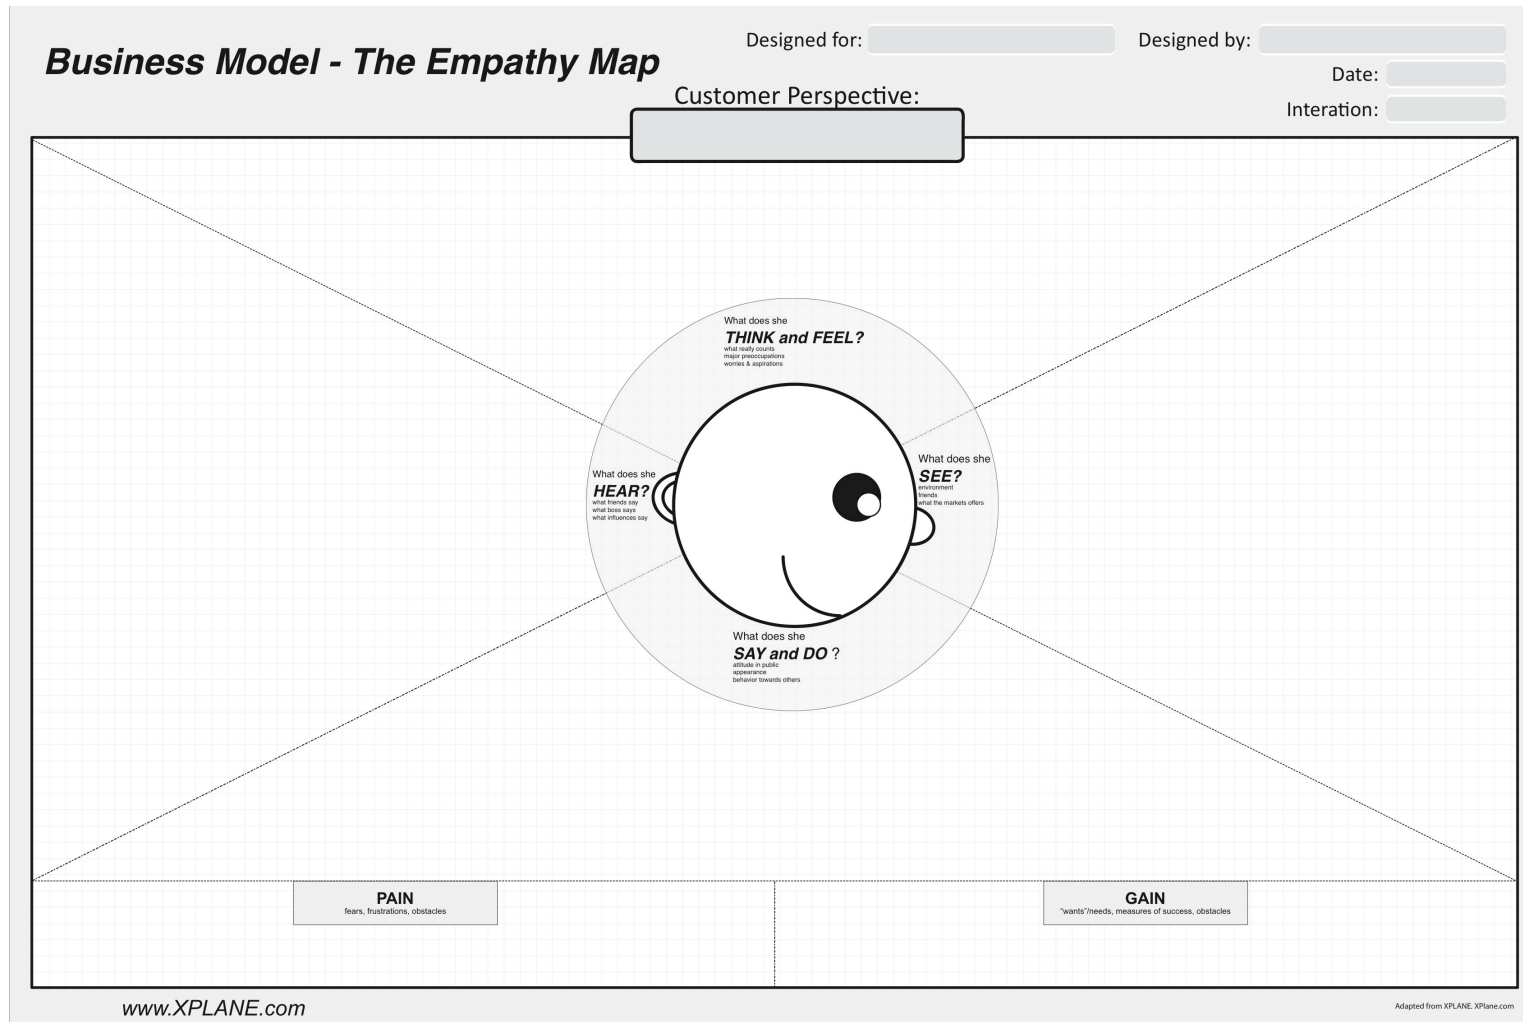 Business Model - The Empathy Map
Designed for:
Designed by:
Date:
Interation:
Customer Perspective:
What does she
THINK and FEEL?
what really counts
major preoccupations
worries & aspirations
What does she
HEAR?
what friends say
what boss says
what influences say
What does she
SEE?
environment
friends
what the markets offers
What does she
SAY and DO ?
attitude in public
appearance
behavior towards others
PAIN
fears, frustrations, obstacles
GAIN
"wants"/needs, measures of success, obstacles
www.XPLANE.com
Adapted from XPLANE. XPlane.com